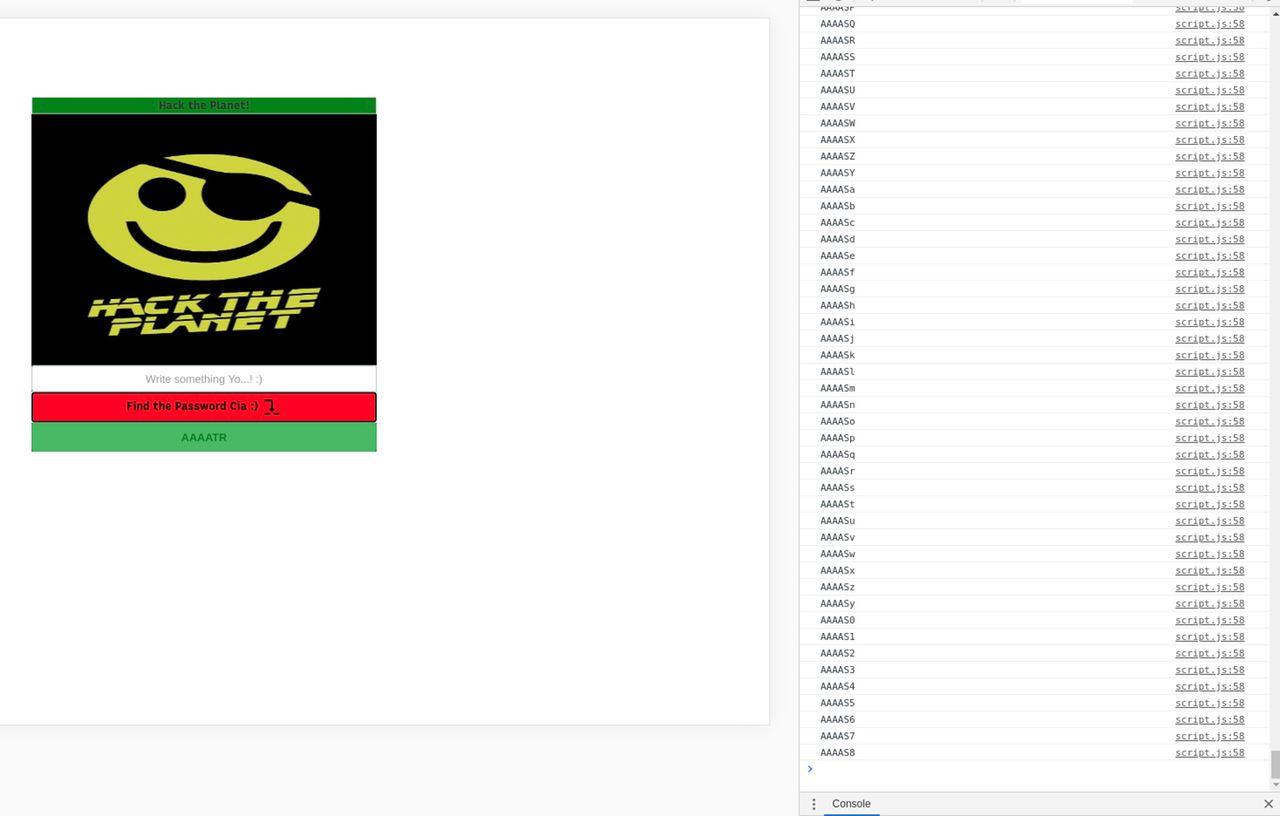 Hack the Planet!
HACK THE
PLANET
Write something Yo...! :)
Find the Password Cia :)
AAAATR
AAAASP script.js:58
AAAASQ script.js:58
AAAASR script.js:58
AAAASS script.js:58
AAAAST script.js:58
AAAASU script.js:58
AAAASV script.js:58
AAAASW script.js:58
AAAASX script.js:58
AAAASZ script.js:58
AAAASY script.js:58
AAAASa script.js:58
AAAASb script.js:58
AAAASc script.js:58
AAAASd script.js:58
AAAASe script.js:58
AAAASf script.js:58
AAAASg script.js:58
AAAASh script.js:58
AAAASi script.js:58
AAAASj script.js:58
AAAASk script.js:58
AAAASl script.js:58
AAAASm script.js:58
AAAASn script.js:58
AAAASo script.js:58
AAAASp script.js:58
AAAASq script.js:58
AAAASr script.js:58
AAAASs script.js:58
AAAASt script.js:58
AAAASu script.js:58
AAAASv script.js:58
AAAASw script.js:58
AAAASx script.js:58
AAAASz script.js:58
AAAASy script.js:58
AAAAS0 script.js:58
AAAAS1 script.js:58
AAAAS2 script.js:58
AAAAS3 script.js:58
AAAAS4 script.js:58
AAAAS5 script.js:58
AAAAS6 script.js:58
AAAAS7 script.js:58
AAAAS8 script.js:58
Console